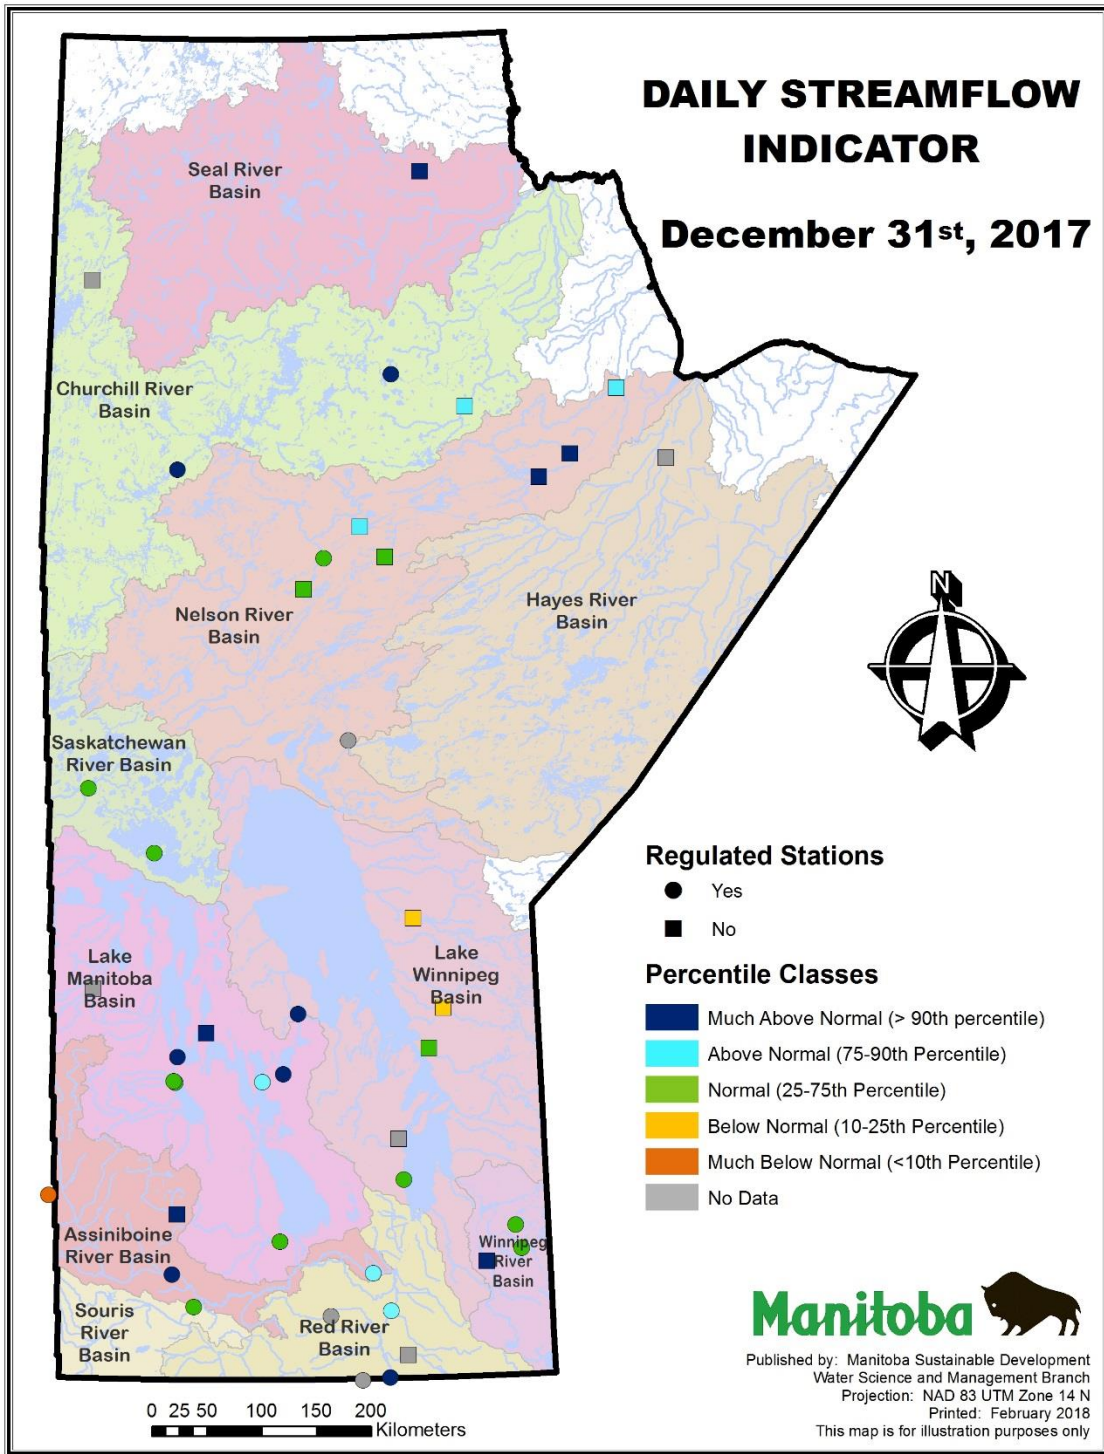 DAILY STREAMFLOW
INDICATOR
December 31st, 2017
Seal River
Basin
Churchill River
Basin
N
Nelson River
Basin
Hayes River
Basin
Saskatchewan
River Basin
Regulated Stations
Yes
No
Lake
Manitoba
Basin
Lake
Winnipeg
Basin
Percentile Classes
Much Above Normal (> 90th percentile)
Above Normal (75-90th Percentile)
Normal (25-75th Percentile)
Below Normal (10-25th Percentile)
Much Below Normal (<10th Percentile)
No Data
Assiniboine
River Basin
Winnipeg
River
Basin
Souris
River
Basin
Red River
Basin
Manitoba
Published by: Manitoba Sustainable Development
Water Science and Management Branch
Projection: NAD 83 UTM Zone 14 N
Printed: February 2018
This map is for illustration purposes only
0 25 50 100 150 200
Kilometers